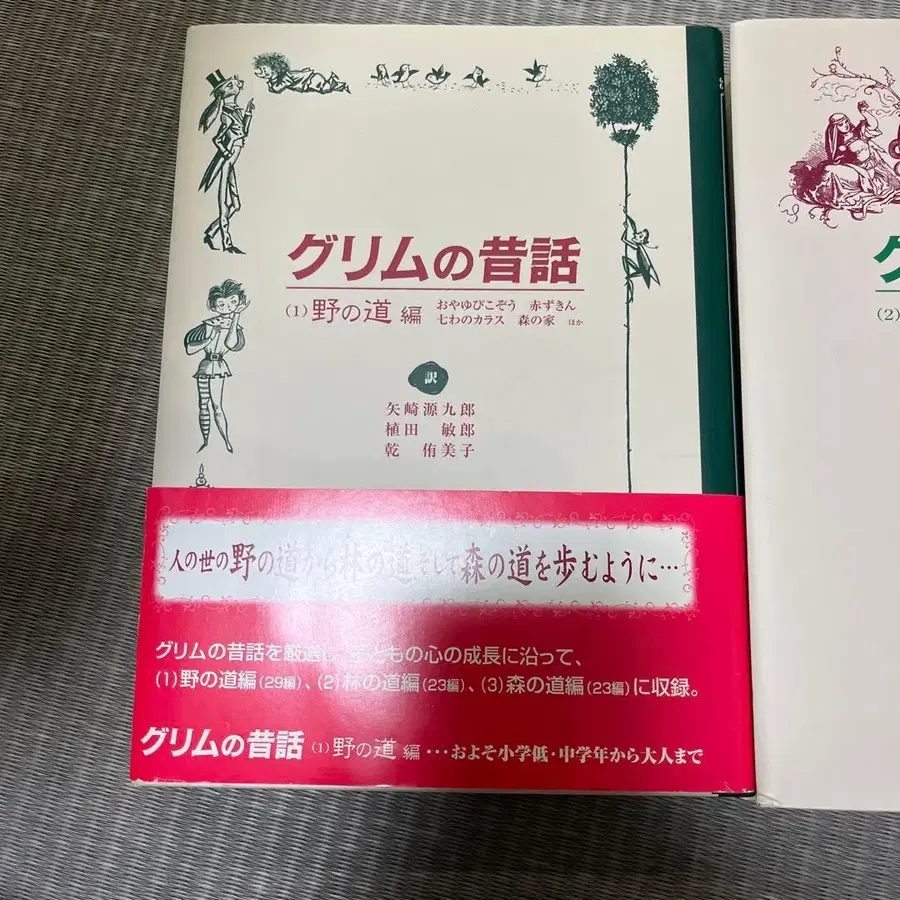 グリムの昔話
(1) 野の道 編
おやゆびこぞう 赤ずきん
七わのカラス 森の家 ほか
訳
矢崎源九郎
植田 敏郎
乾 侑美子
人の世の野の道から林の道そして森の道を歩むように…
グリムの昔話を厳選し、子どもの心の成長に沿って、
(1)野の道編(29編)、(2)林の道編(23編)、(3)森の道編(23編)に収録。
グリムの昔話 (1) 野の道 編 …およそ小学低・中学年から大人まで
グ
(2)